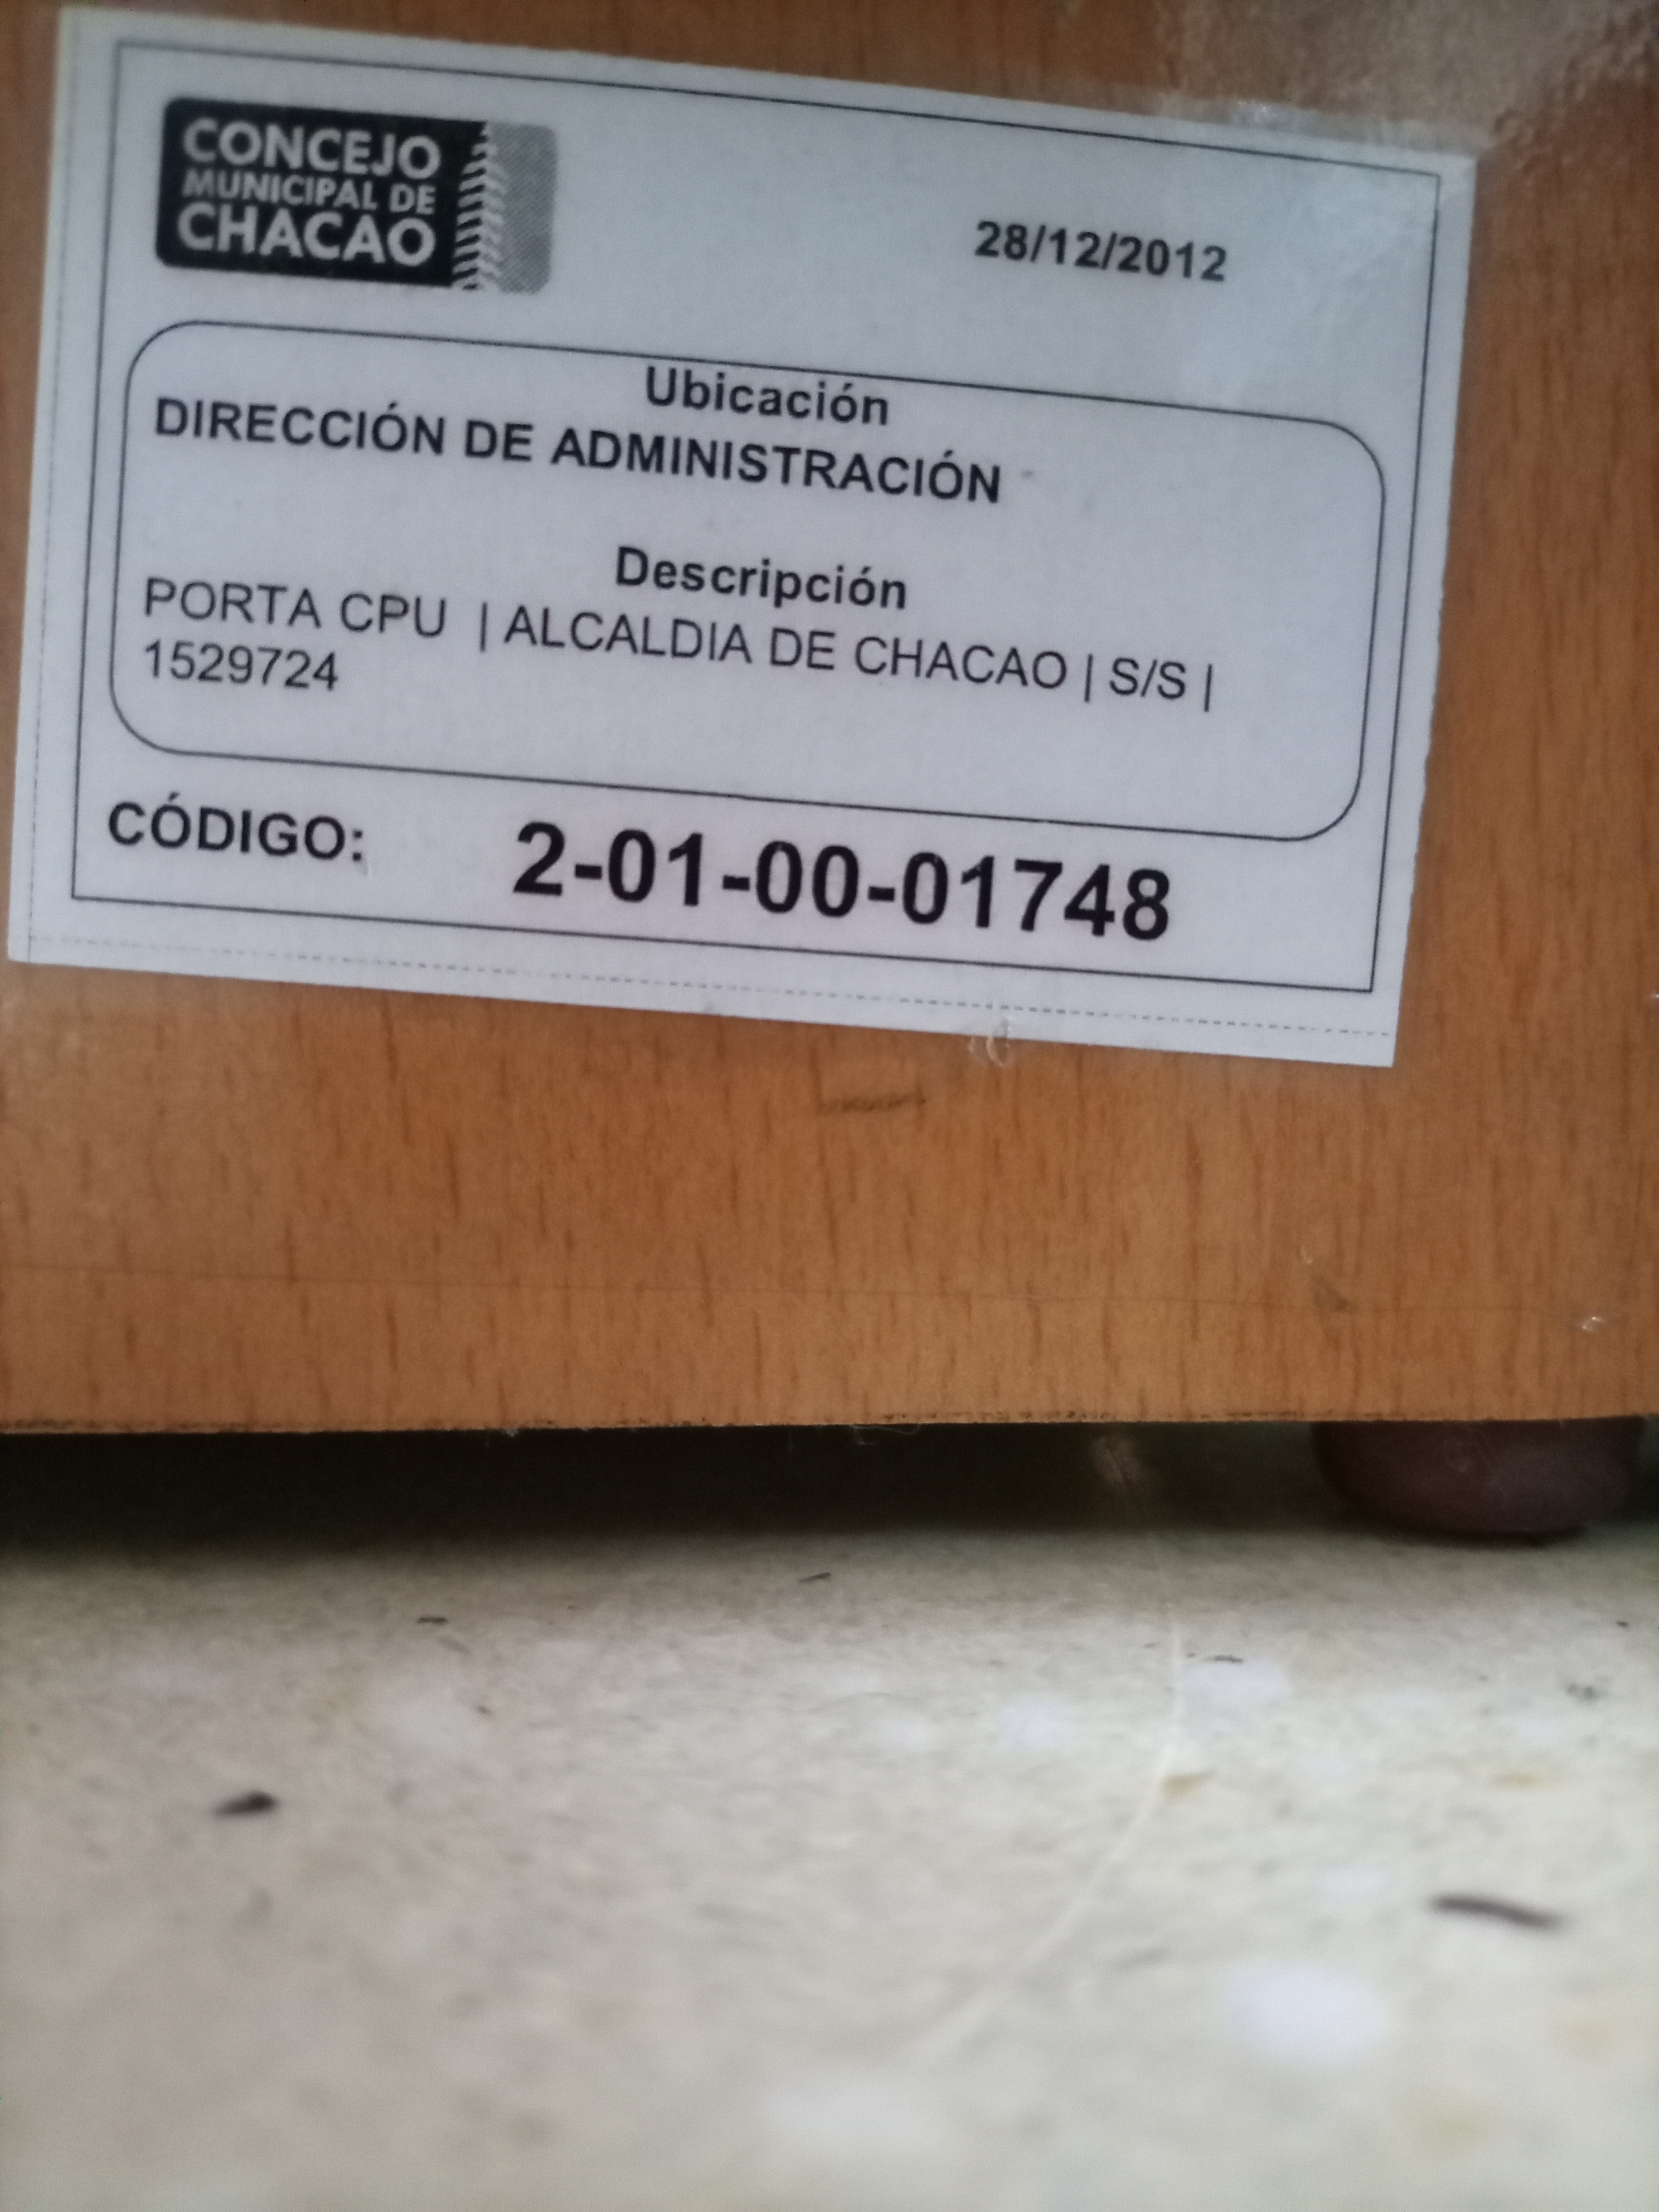 CONCEJO
MUNICIPAL DE
CHACAO
28/12/2012
Ubicación
DIRECCIÓN DE ADMINISTRACIÓN
Descripción
PORTA CPU | ALCALDIA DE CHACAO | S/S |
1529724
CÓDIGO: 2-01-00-01748